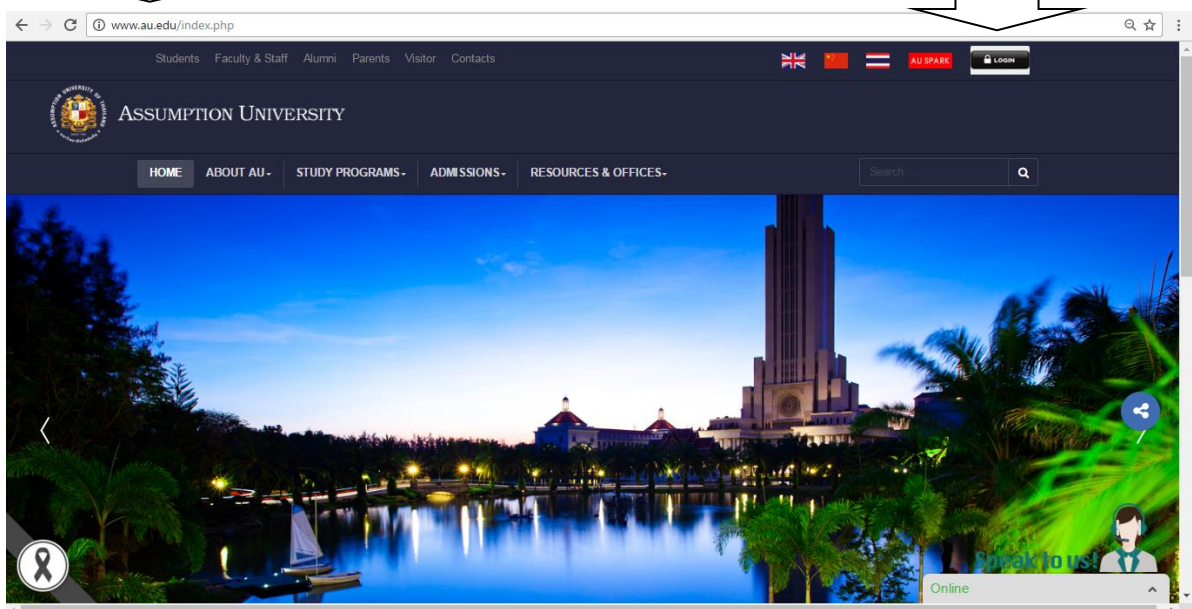 www.au.edu/index.php
Students Faculty & Staff Alumni Parents Visitor Contacts AU SPARK LOGIN
ASSUMPTION UNIVERSITY
HOME ABOUT AU STUDY PROGRAMS ADMISSIONS RESOURCES & OFFICES Search ...
Speak to us!
Online